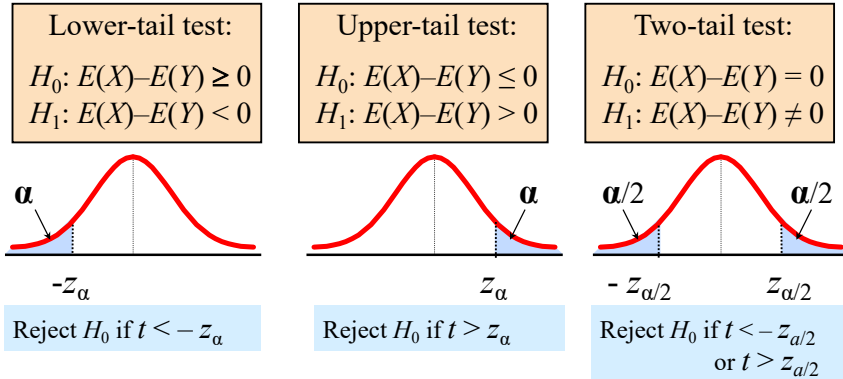 Lower-tail test:
H₀: E(X)–E(Y) ≥ 0
H₁: E(X)–E(Y) < 0
α
-zα
Reject H₀ if t < – zα
Upper-tail test:
H₀: E(X)–E(Y) ≤ 0
H₁: E(X)–E(Y) > 0
α
zα
Reject H₀ if t > zα
Two-tail test:
H₀: E(X)–E(Y) = 0
H₁: E(X)–E(Y) ≠ 0
α/2
α/2
- zα/2
zα/2
Reject H₀ if t < – za/2
or t > za/2